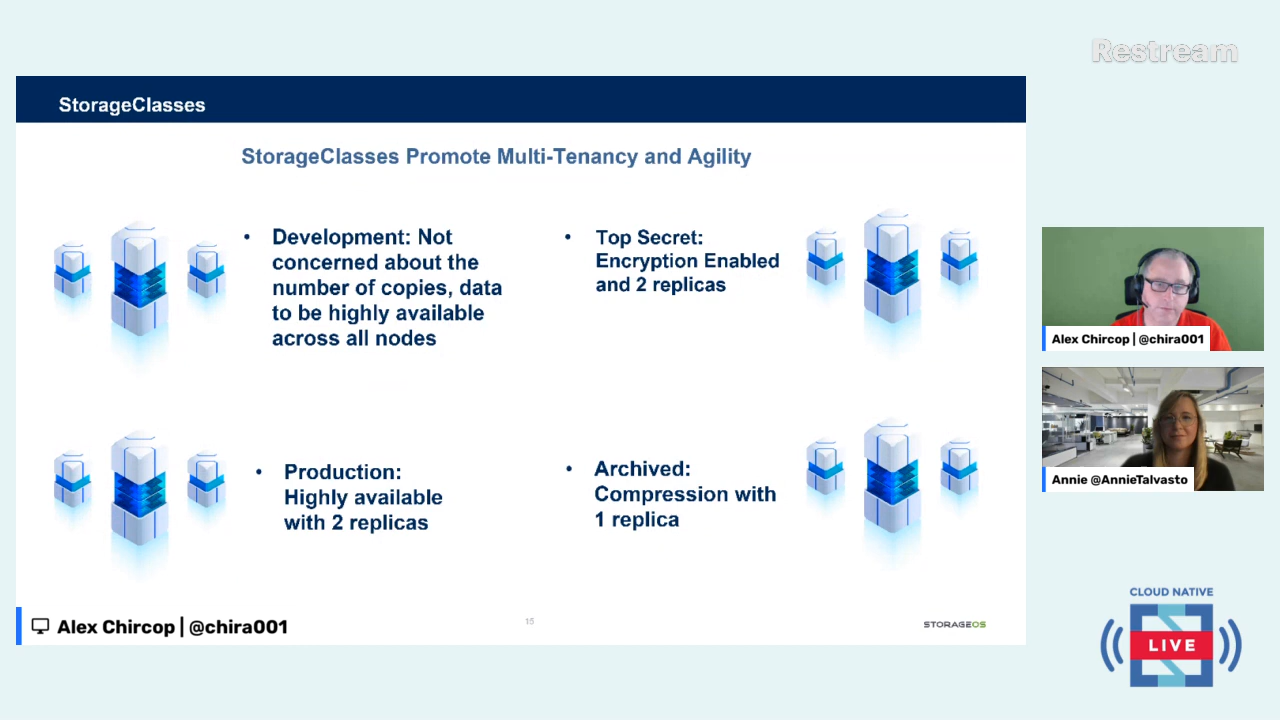 Restream
StorageClasses
StorageClasses Promote Multi-Tenancy and Agility
• Development: Not
concerned about the
number of copies, data
to be highly available
across all nodes
• Top Secret:
Encryption Enabled
and 2 replicas
• Production:
Highly available
with 2 replicas
• Archived:
Compression with
1 replica
Alex Chircop | @chira001
15
STORAGEOS
Alex Chircop | @chira001
Annie @AnnieTalvasto
CLOUD NATIVE
LIVE